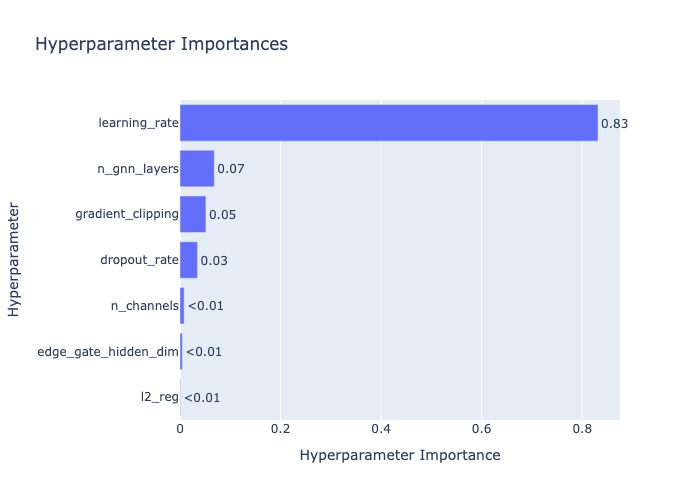 Hyperparameter Importances
Hyperparameter
learning_rate 0.83
n_gnn_layers 0.07
gradient_clipping 0.05
dropout_rate 0.03
n_channels <0.01
edge_gate_hidden_dim <0.01
l2_reg <0.01
0 0.2 0.4 0.6 0.8
Hyperparameter Importance